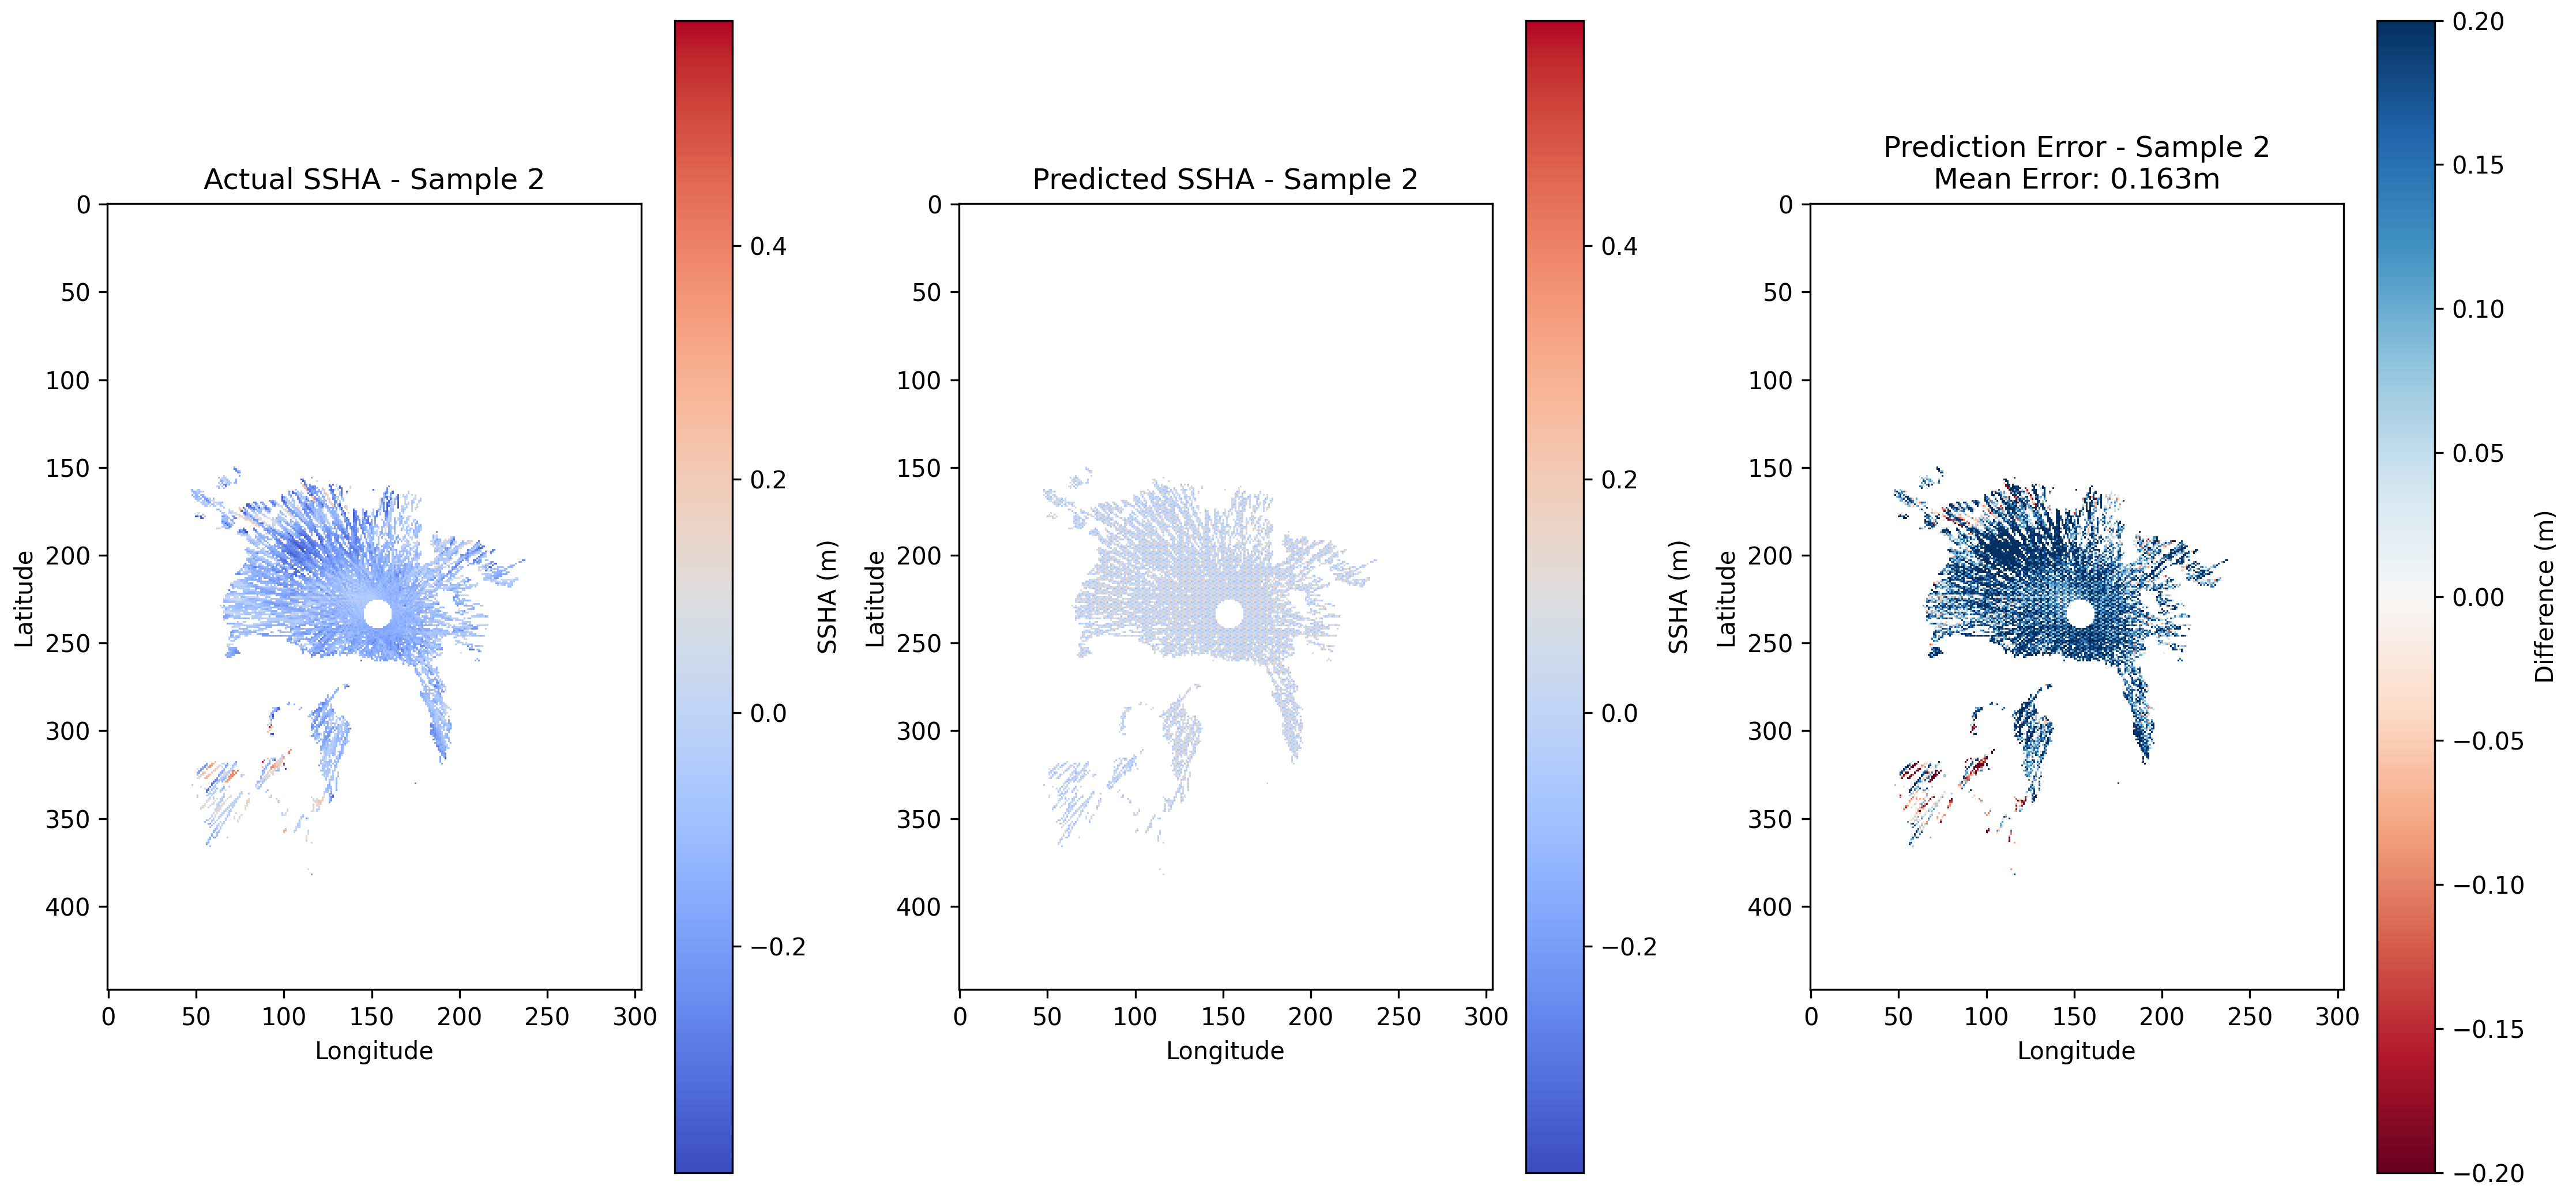 Actual SSHA - Sample 2
0
50
100
150
200
250
300
350
400
Latitude
0 50 100 150 200 250 300
Longitude
0.4
0.2
0.0
−0.2
SSHA (m)
Predicted SSHA - Sample 2
0
50
100
150
200
250
300
350
400
Latitude
0 50 100 150 200 250 300
Longitude
0.4
0.2
0.0
−0.2
SSHA (m)
Prediction Error - Sample 2
Mean Error: 0.163m
0
50
100
150
200
250
300
350
400
Latitude
0 50 100 150 200 250 300
Longitude
0.20
0.15
0.10
0.05
0.00
−0.05
−0.10
−0.15
−0.20
Difference (m)